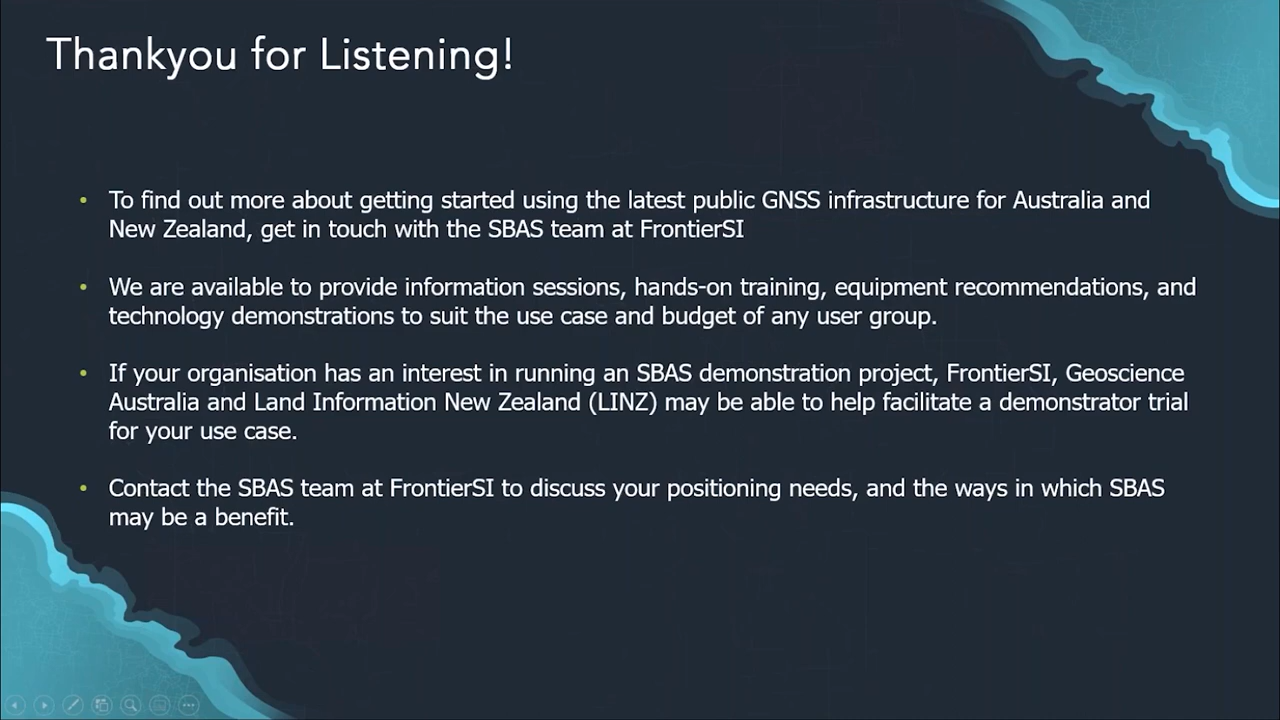 Thankyou for Listening!
• To find out more about getting started using the latest public GNSS infrastructure for Australia and
New Zealand, get in touch with the SBAS team at FrontierSI
• We are available to provide information sessions, hands-on training, equipment recommendations, and
technology demonstrations to suit the use case and budget of any user group.
• If your organisation has an interest in running an SBAS demonstration project, FrontierSI, Geoscience
Australia and Land Information New Zealand (LINZ) may be able to help facilitate a demonstrator trial
for your use case.
• Contact the SBAS team at FrontierSI to discuss your positioning needs, and the ways in which SBAS
may be a benefit.